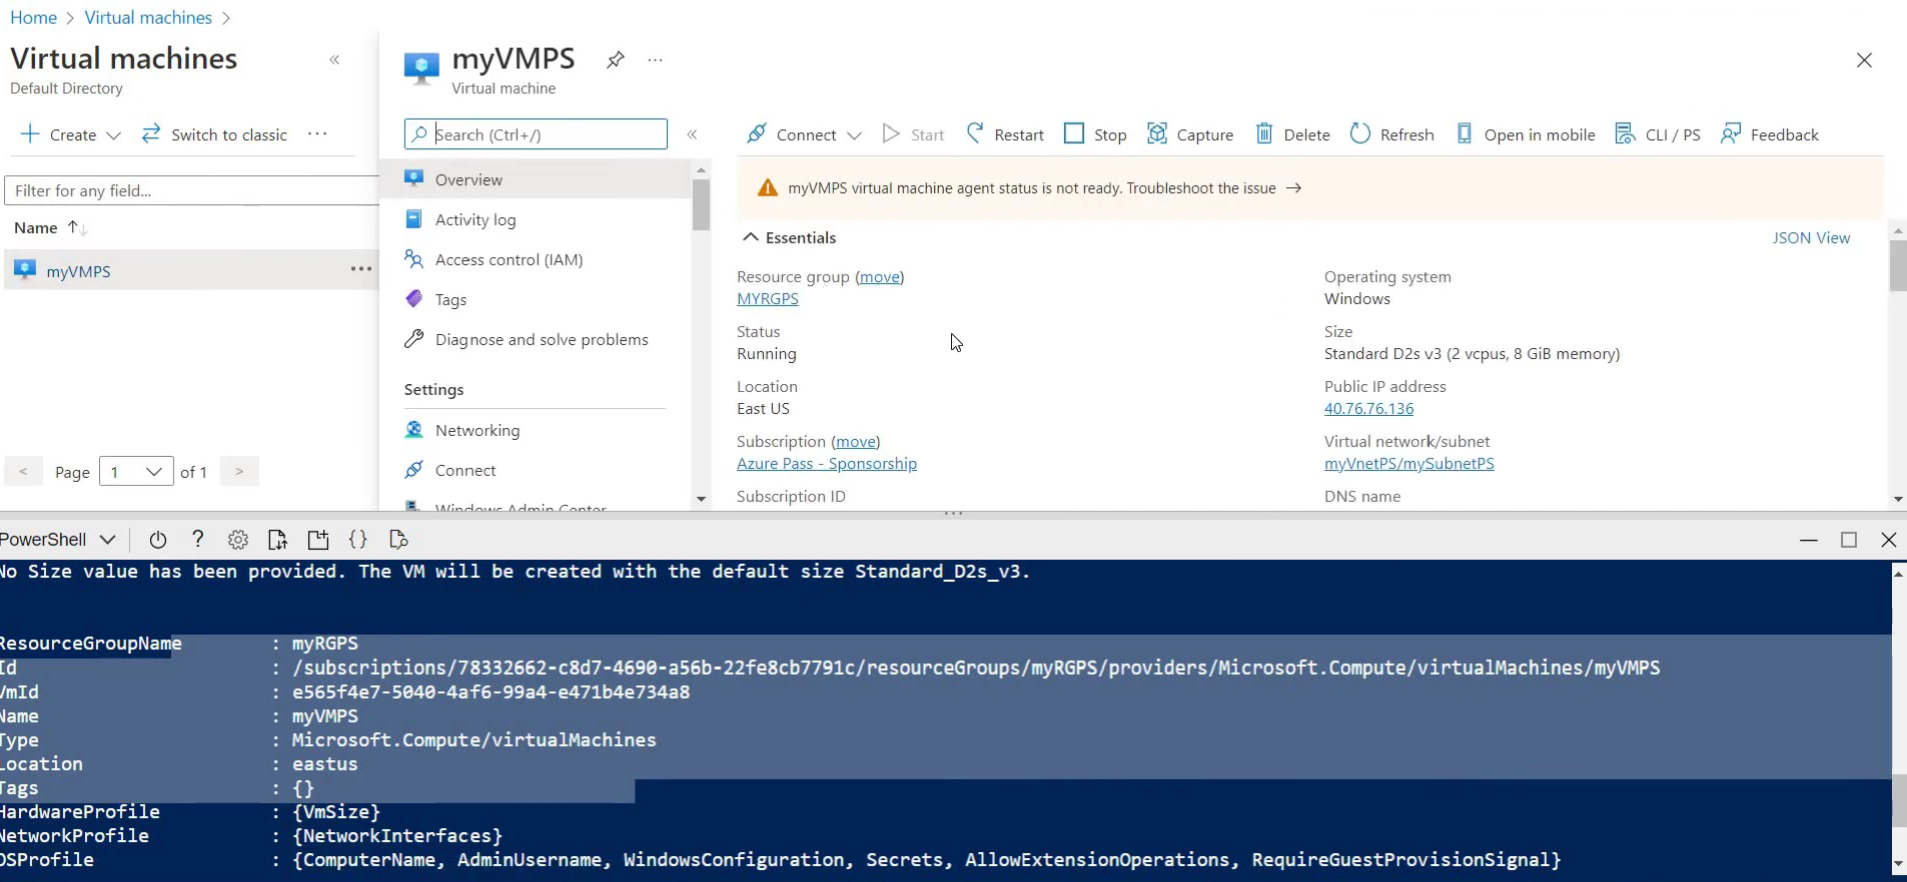 Home > Virtual machines >
Virtual machines «
Default Directory
Create Switch to classic ...
Filter for any field...
Name ↑↓
myVMPS ...
< Page 1 of 1 >
myVMPS ...
Virtual machine
Search (Ctrl+/) «
Overview
Activity log
Access control (IAM)
Tags
Diagnose and solve problems
Settings
Networking
Connect
Windows Admin Center
Connect Start Restart Stop Capture Delete Refresh Open in mobile CLI / PS Feedback
myVMPS virtual machine agent status is not ready. Troubleshoot the issue →
Essentials JSON View
Resource group (move)
MYRGPS
Status
Running
Location
East US
Subscription (move)
Azure Pass - Sponsorship
Subscription ID
Operating system
Windows
Size
Standard D2s v3 (2 vcpus, 8 GiB memory)
Public IP address
40.76.76.136
Virtual network/subnet
myVnetPS/mySubnetPS
DNS name
PowerShell ? {}
No Size value has been provided. The VM will be created with the default size Standard_D2s_v3.
ResourceGroupName : myRGPS
Id : /subscriptions/78332662-c8d7-4690-a56b-22fe8cb7791c/resourceGroups/myRGPS/providers/Microsoft.Compute/virtualMachines/myVMPS
VmId : e565f4e7-5040-4af6-99a4-e471b4e734a8
Name : myVMPS
Type : Microsoft.Compute/virtualMachines
Location : eastus
Tags : {}
HardwareProfile : {VmSize}
NetworkProfile : {NetworkInterfaces}
OSProfile : {ComputerName, AdminUsername, WindowsConfiguration, Secrets, AllowExtensionOperations, RequireGuestProvisionSignal}